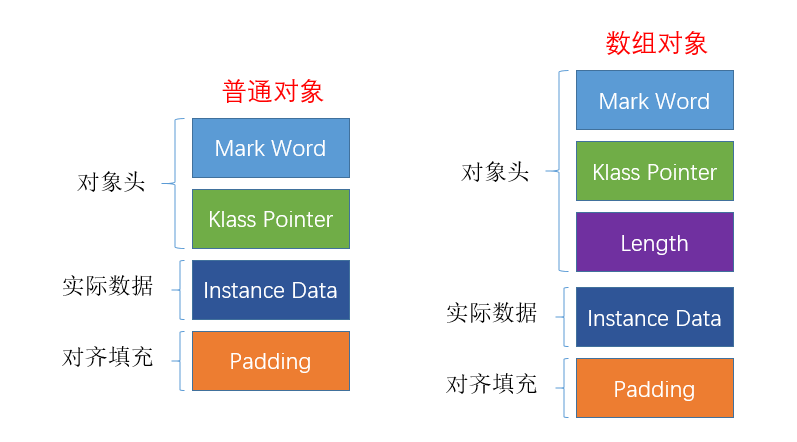 普通对象
对象头
Mark Word
Klass Pointer
实际数据
Instance Data
对齐填充
Padding
数组对象
对象头
Mark Word
Klass Pointer
Length
实际数据
Instance Data
对齐填充
Padding